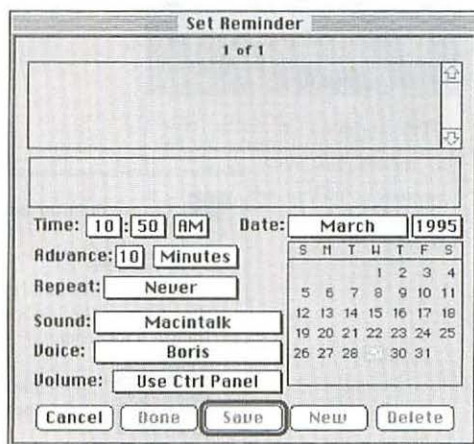 Set Reminder
1 of 1
Time: 10:50 AM Date: March 1995
Advance: 10 Minutes
Repeat: Never
Sound: Macintalk
Voice: Boris
Volume: Use Ctrl Panel
S M T W T F S
1 2 3 4
5 6 7 8 9 10 11
12 13 14 15 16 17 18
19 20 21 22 23 24 25
26 27 28 29 30 31
Cancel Done Save New Delete